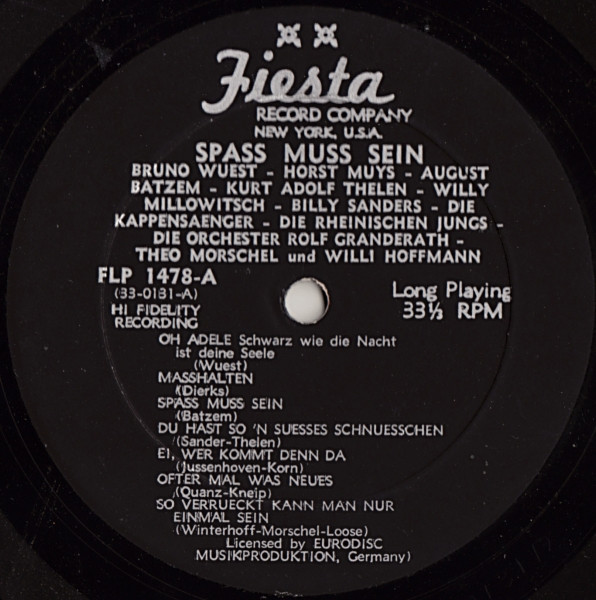 Fiesta
RECORD COMPANY
NEW YORK, U.S.A.
SPASS MUSS SEIN
BRUNO WUEST - HORST MUYS - AUGUST
BATZEM - KURT ADOLF THELEN - WILLY
MILLOWITSCH - BILLY SANDERS - DIE
KAPPENSAENGER - DIE RHEINISCHEN JUNGS -
DIE ORCHESTER ROLF GRANDERATH -
THEO MORSCHEL und WILLI HOFFMANN
FLP 1478-A
(33-0131-A)
HI FIDELITY
RECORDING
Long Playing
33⅓ RPM
OH ADELE Schwarz wie die Nacht
ist deine Seele
(Wuest)
MASSHALTEN
(Dierks)
SPASS MUSS SEIN
(Batzem)
DU HAST SO 'N SUESSES SCHNUESSCHEN
(Sander-Thelen)
EI, WER KOMMT DENN DA
(Jussenhoven-Korn)
OFTER MAL WAS NEUES
(Quanz-Kneip)
SO VERRUECKT KANN MAN NUR
EINMAL SEIN
(Winterhoff-Morschel-Loose)
Licensed by EURODISC
MUSIKPRODUKTION, Germany)